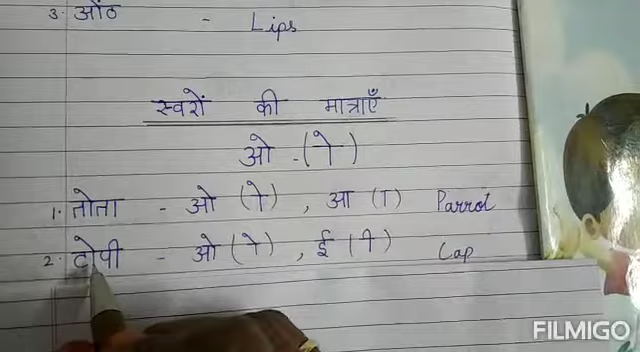 3. ओंठ - Lips
स्वरों की मात्राएँ
ओ - (ो)
1. तोता - ओ (ो) , आ (ा) Parrot
2. टोपी - ओ (ो) , ई (ी) Cap
FILMIGO